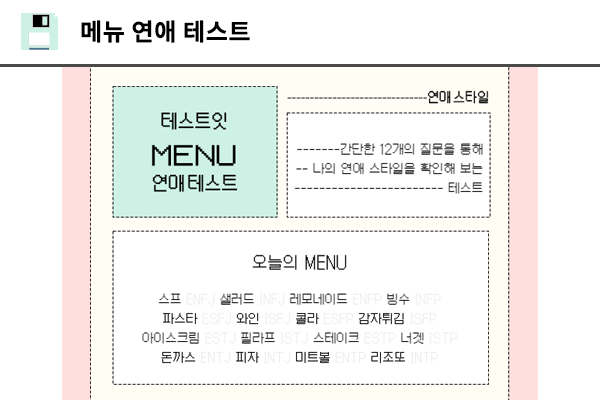 메뉴 연애 테스트
테스트잇
MENU
연애테스트
-----------------------------연애스타일
-------간단한 12개의 질문을 통해
-- 나의 연애 스타일을 확인해 보는
------------------------ 테스트
오늘의 MENU
스프 ENFJ 샐러드 INFJ 레모네이드 ENFP 빙수 INFP
파스타 ESFJ 와인 ISFJ 콜라 ESFP 감자튀김 ISFP
아이스크림 ESTJ 필라프 ISTJ 스테이크 ESTP 너겟 ISTP
돈까스 ENTJ 피자 INTJ 미트볼 ENTP 리조또 INTP